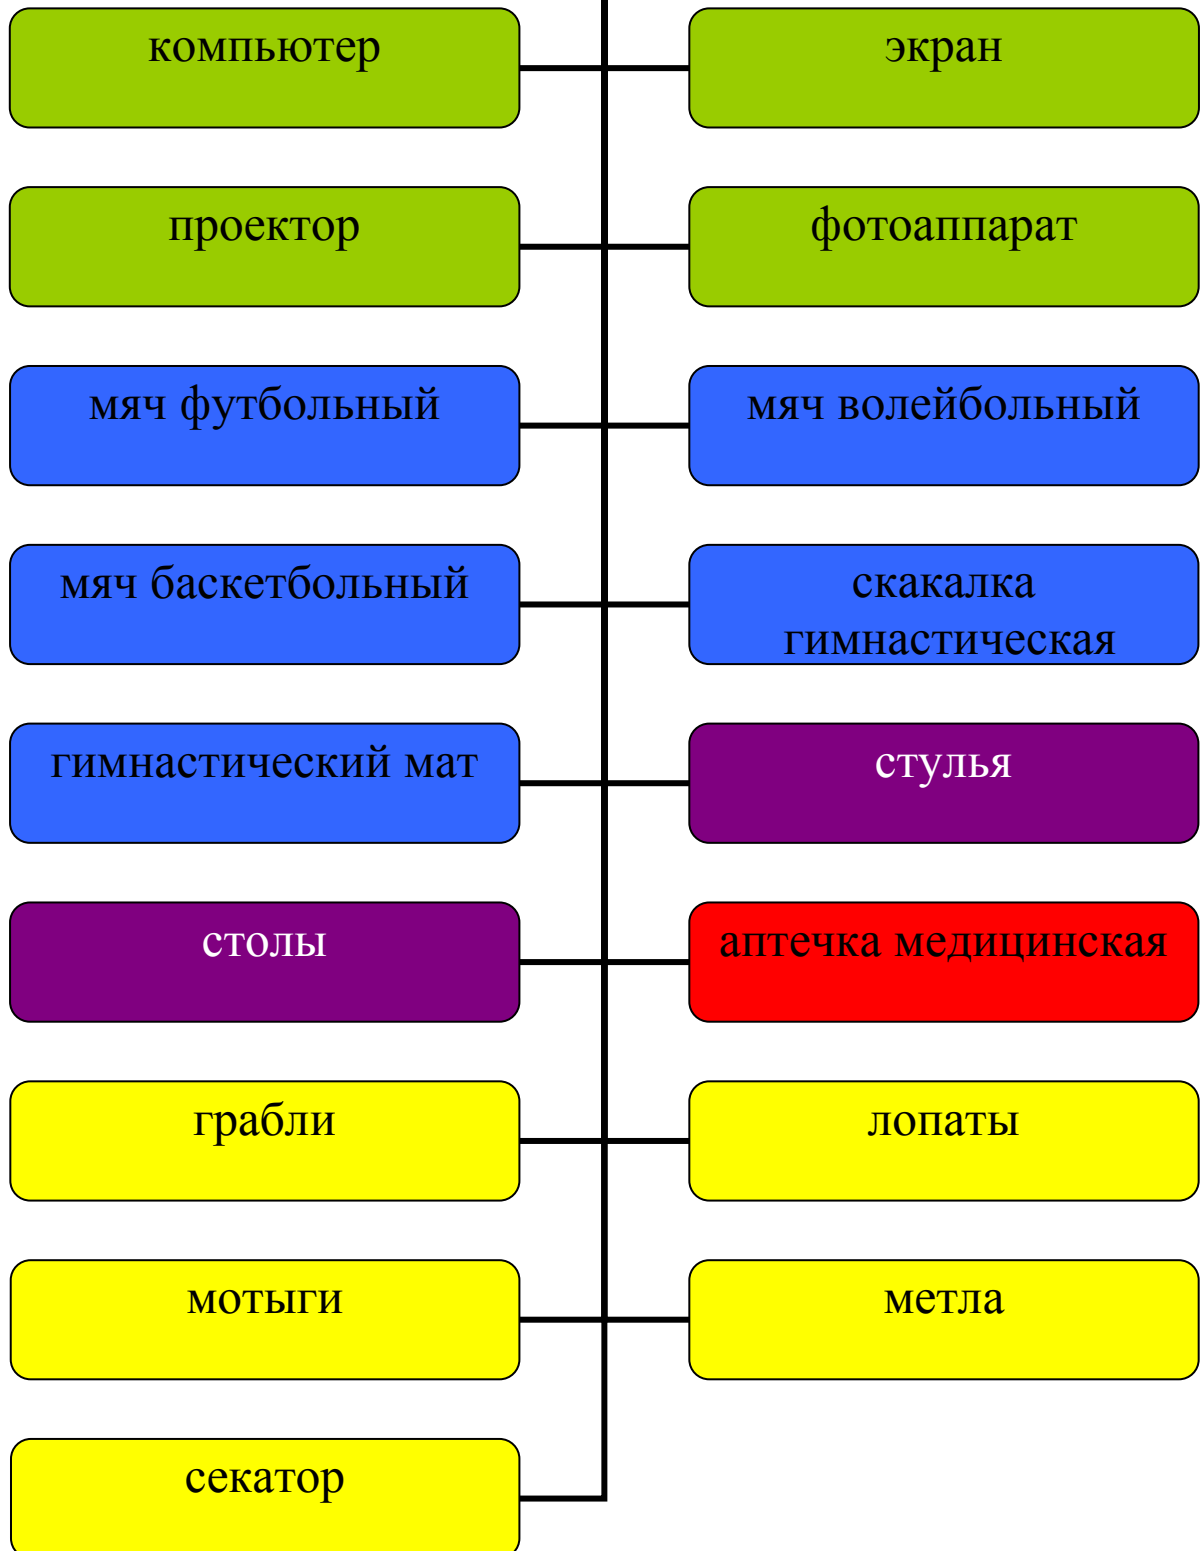 компьютер
экран
проектор
фотоаппарат
мяч футбольный
мяч волейбольный
мяч баскетбольный
скакалка
гимнастическая
гимнастический мат
стулья
столы
аптечка медицинская
грабли
лопаты
мотыги
метла
секатор